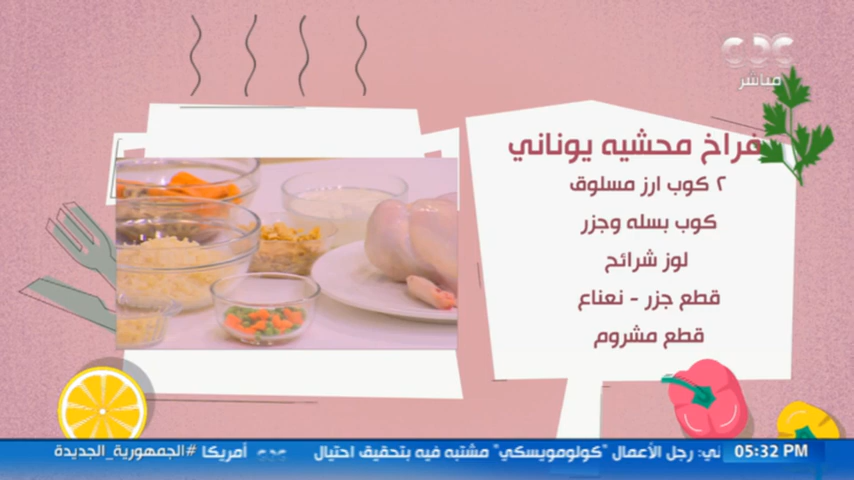 CBC
مباشر
فراخ محشيه يوناني
٢ كوب ارز مسلوق
كوب بسله وجزر
لوز شرائح
قطع جزر - نعناع
قطع مشروم
ني: رجل الأعمال "كولومويسكي" مشتبه فيه بتحقيق احتيال CBC أمريكا #الجمهورية_الجديدة
05:32 PM